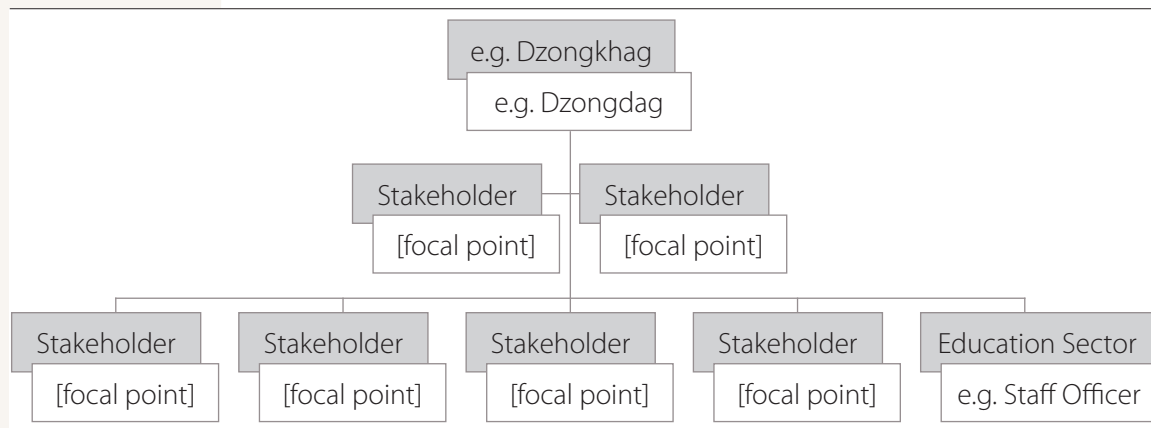 e.g. Dzongkhag
e.g. Dzongdag
Stakeholder
[focal point]
Stakeholder
[focal point]
Stakeholder
[focal point]
Stakeholder
[focal point]
Stakeholder
[focal point]
Stakeholder
[focal point]
Education Sector
e.g. Staff Officer